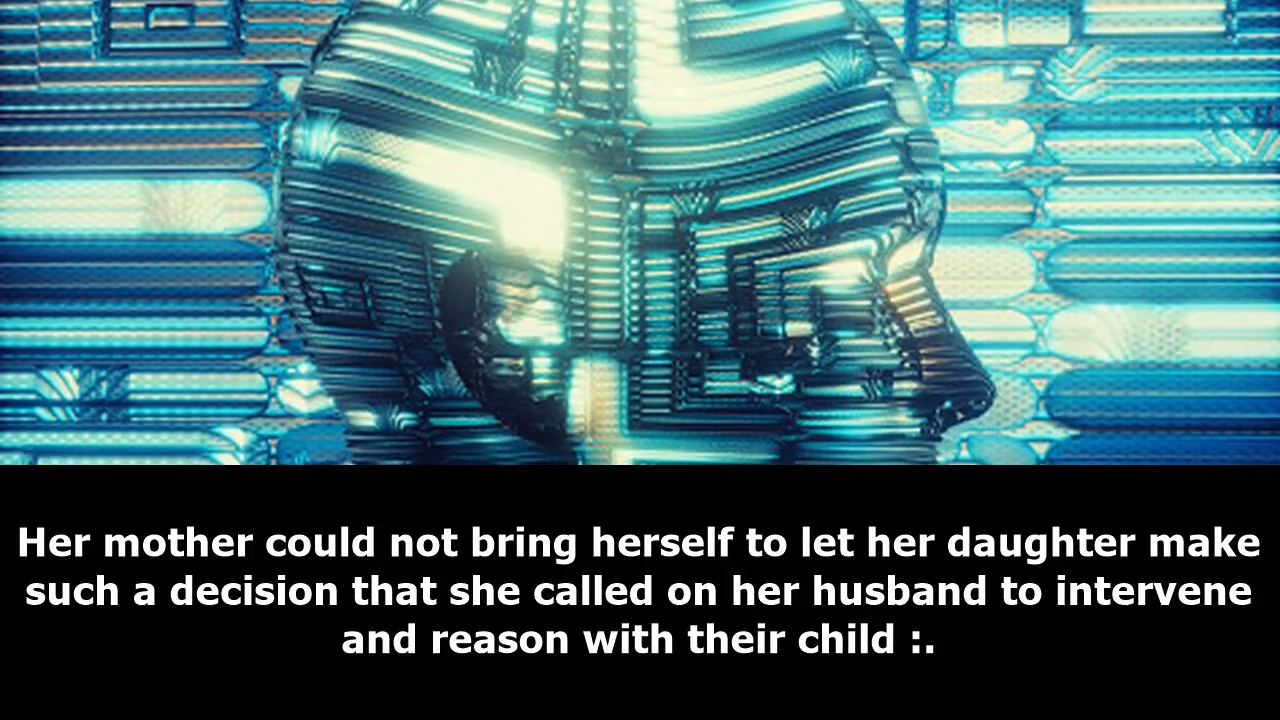 Her mother could not bring herself to let her daughter make
such a decision that she called on her husband to intervene
and reason with their child :.